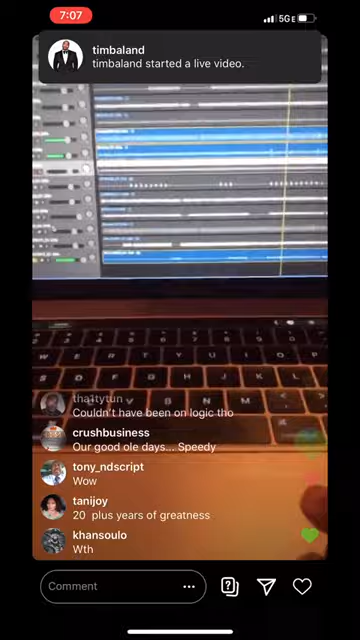 7:07
5G E
timbaland
timbaland started a live video.
W E R T Y U I O P
S D F G H J K L
tha1tytun
Couldn't have been on logic tho
crushbusiness
Our good ole days... Speedy
tony_ndscript
Wow
tanijoy
20 plus years of greatness
khansoulo
Wth
Comment